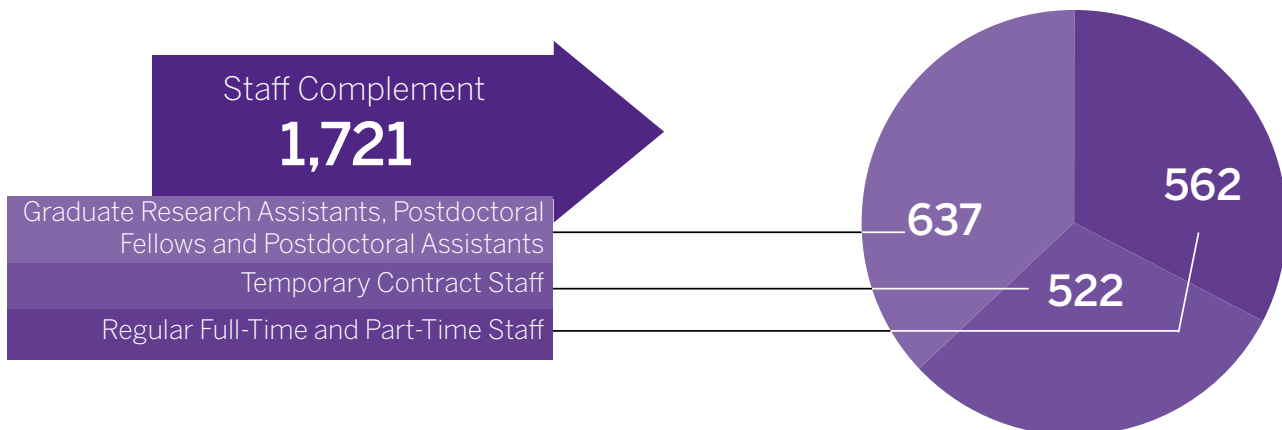 Staff Complement
1,721
Graduate Research Assistants, Postdoctoral
Fellows and Postdoctoral Assistants
Temporary Contract Staff
Regular Full-Time and Part-Time Staff
637
562
522